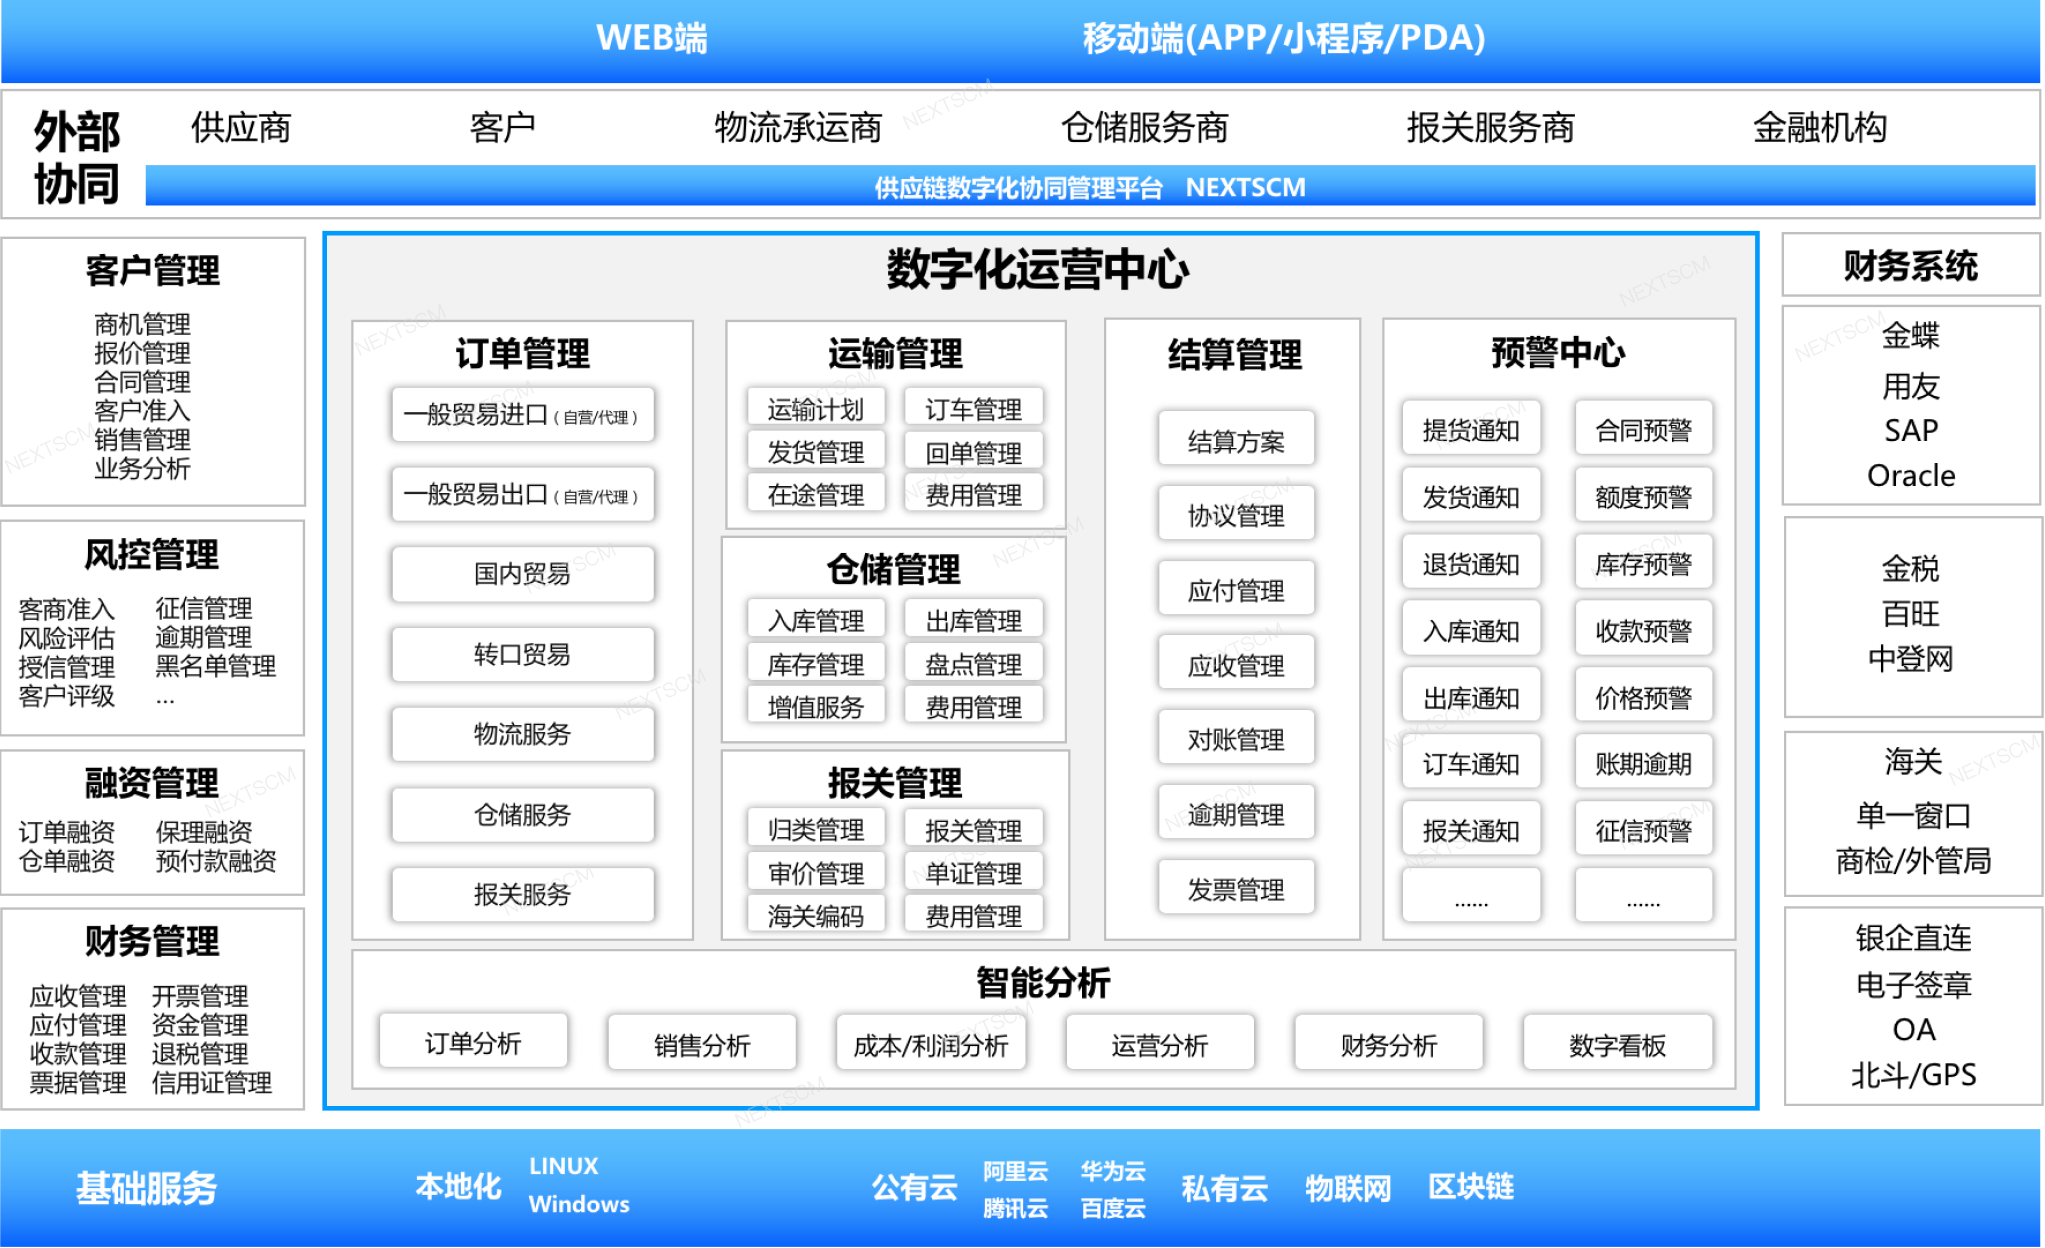 WEB端
移动端(APP/小程序/PDA)
外部
协同
供应商
客户
物流承运商
仓储服务商
报关服务商
金融机构
供应链数字化协同管理平台 NEXTSCM
客户管理
商机管理
报价管理
合同管理
客户准入
销售管理
业务分析
风控管理
客商准入 征信管理
风险评估 逾期管理
授信管理 黑名单管理
客户评级 ...
融资管理
订单融资 保理融资
仓单融资 预付款融资
财务管理
应收管理 开票管理
应付管理 资金管理
收款管理 退税管理
票据管理 信用证管理
数字化运营中心
订单管理
一般贸易进口(自营/代理)
一般贸易出口(自营/代理)
国内贸易
转口贸易
物流服务
仓储服务
报关服务
运输管理
运输计划 订车管理
发货管理 回单管理
在途管理 费用管理
仓储管理
入库管理 出库管理
库存管理 盘点管理
增值服务 费用管理
报关管理
归类管理 报关管理
审价管理 单证管理
海关编码 费用管理
结算管理
结算方案
协议管理
应付管理
应收管理
对账管理
逾期管理
发票管理
预警中心
提货通知 合同预警
发货通知 额度预警
退货通知 库存预警
入库通知 收款预警
出库通知 价格预警
订车通知 账期逾期
报关通知 征信预警
...... ......
智能分析
订单分析
销售分析
成本/利润分析
运营分析
财务分析
数字看板
财务系统
金蝶
用友
SAP
Oracle
金税
百旺
中登网
海关
单一窗口
商检/外管局
银企直连
电子签章
OA
北斗/GPS
基础服务
本地化
LINUX
Windows
公有云
阿里云 华为云
腾讯云 百度云
私有云
物联网
区块链
NEXTSCM
NEXTSCM
NEXTSCM
NEXTSCM
NEXTSCM
NEXTSCM
NEXTSCM
NEXTSCM
NEXTSCM
NEXTSCM